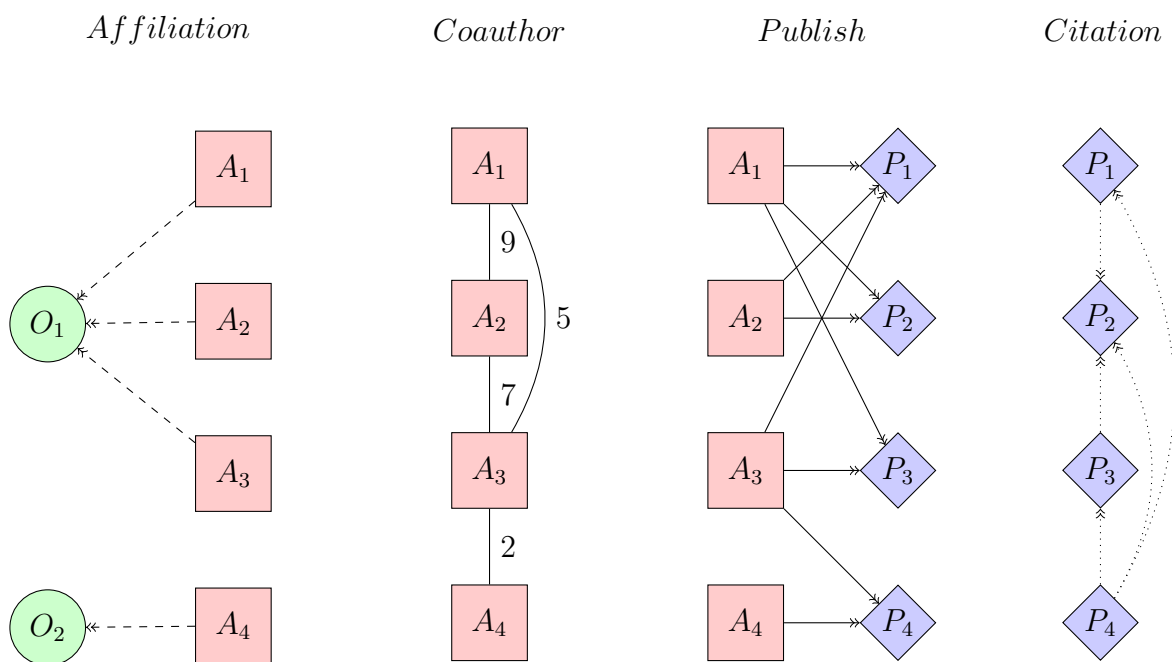 Affiliation Coauthor Publish Citation
A₁ A₁ A₁ P₁ P₁
9
O₁ A₂ A₂ 5 A₂ P₂ P₂
7
A₃ A₃ A₃ P₃ P₃
2
O₂ A₄ A₄ A₄ P₄ P₄